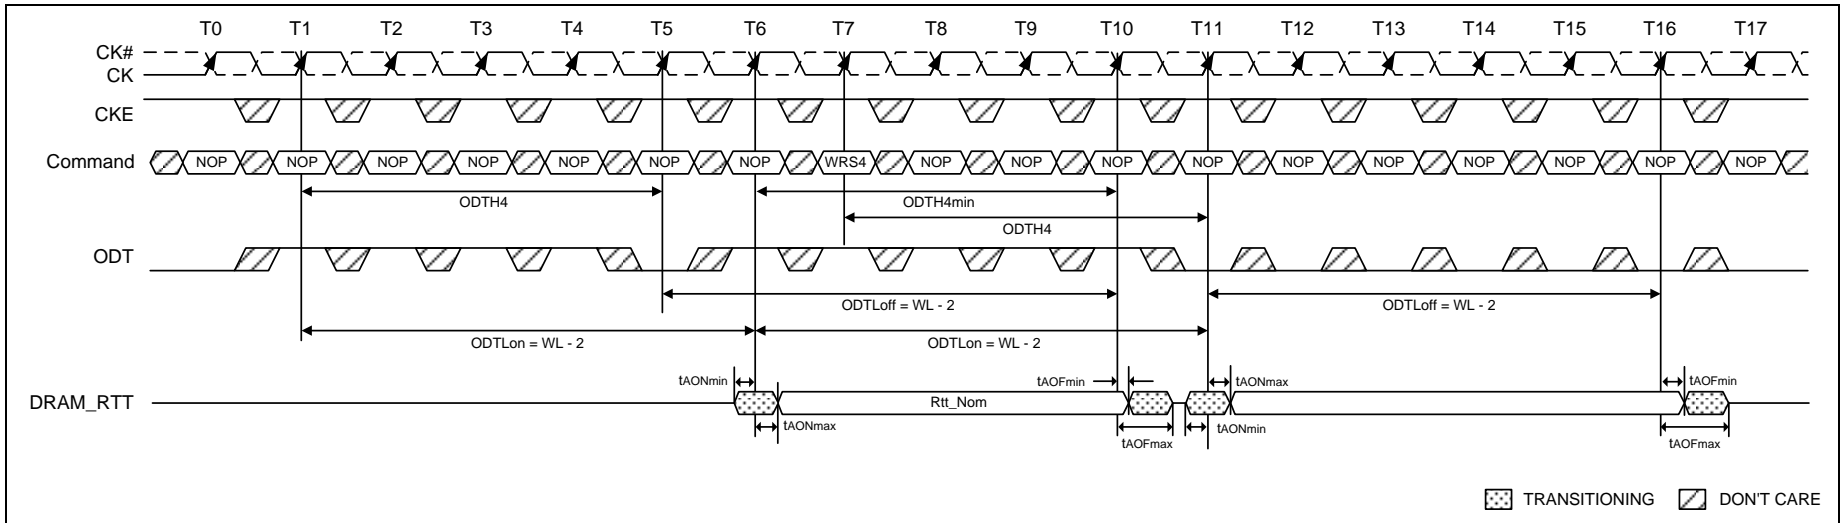 T0 T1 T2 T3 T4 T5 T6 T7 T8 T9 T10 T11 T12 T13 T14 T15 T16 T17
CK#
CK
CKE
Command NOP NOP NOP NOP NOP NOP NOP WRS4 NOP NOP NOP NOP NOP NOP NOP NOP NOP NOP
ODTH4 ODTH4min
ODTH4
ODT
ODTLoff = WL - 2 ODTLoff = WL - 2
ODTLon = WL - 2 ODTLon = WL - 2
tAONmin tAOFmin tAONmax tAOFmin
DRAM_RTT Rtt_Nom
tAONmax tAOFmax tAONmin tAOFmax
TRANSITIONING DON'T CARE